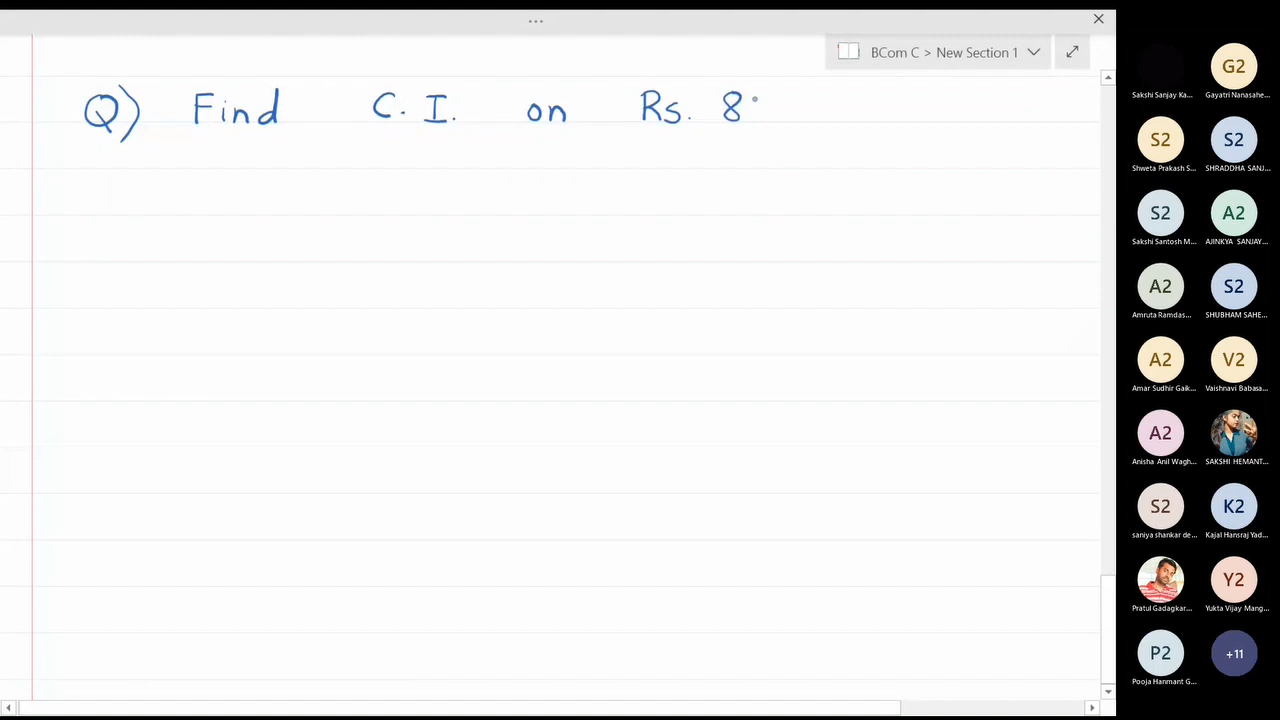 ...
BCom C > New Section 1
Q) Find C. I. on Rs. 8
Sakshi Sanjay Ka...
G2
Gayatri Nanasahe...
S2
Shweta Prakash S...
S2
SHRADDHA SANJ...
S2
Sakshi Santosh M...
A2
AJINKYA SANJAY...
A2
Amruta Ramdas...
S2
SHUBHAM SAHE...
A2
Amar Sudhir Gaik...
V2
Vaishnavi Babasa...
A2
Anisha Anil Wagh...
SAKSHI HEMANT...
S2
saniya shankar de...
K2
Kajal Hansraj Yad...
Pratul Gadagkar...
Y2
Yukta Vijay Mang...
P2
Pooja Hanmant G...
+11